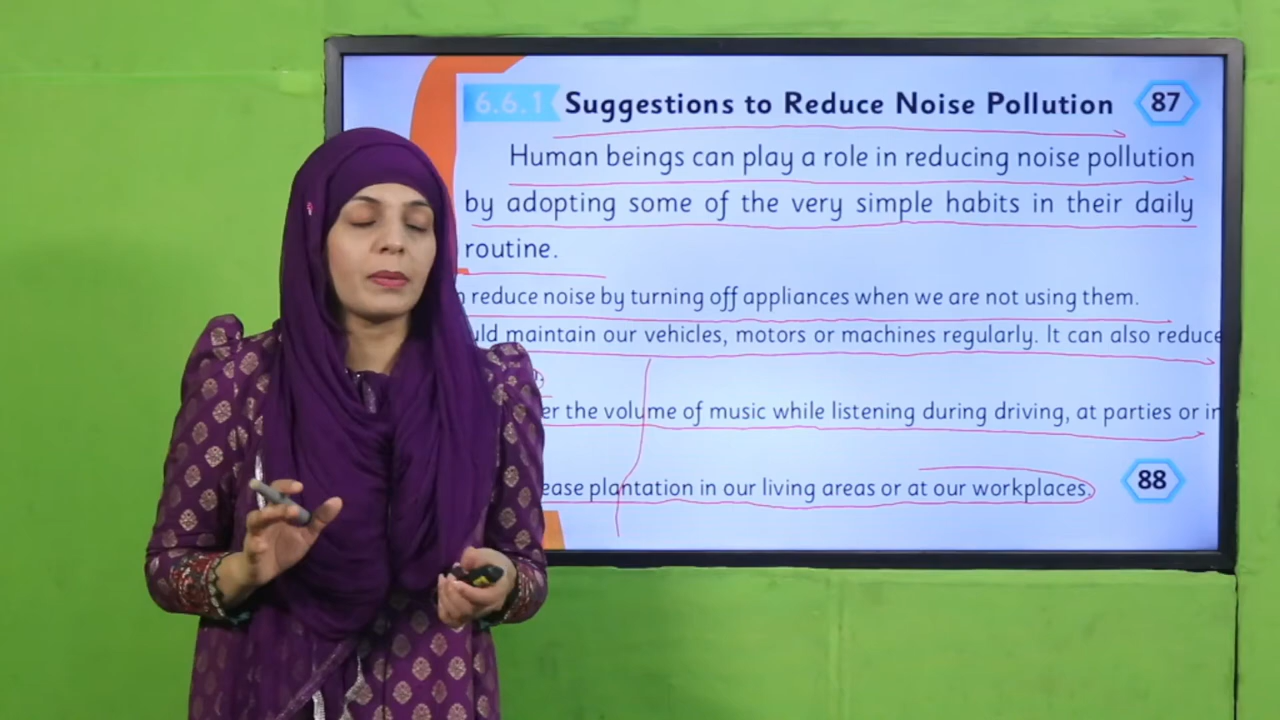 6.6.1 Suggestions to Reduce Noise Pollution 87
Human beings can play a role in reducing noise pollution
by adopting some of the very simple habits in their daily
routine.
reduce noise by turning off appliances when we are not using them.
maintain our vehicles, motors or machines regularly. It can also reduce
the volume of music while listening during driving, at parties or in
plantation in our living areas or at our workplaces. 88